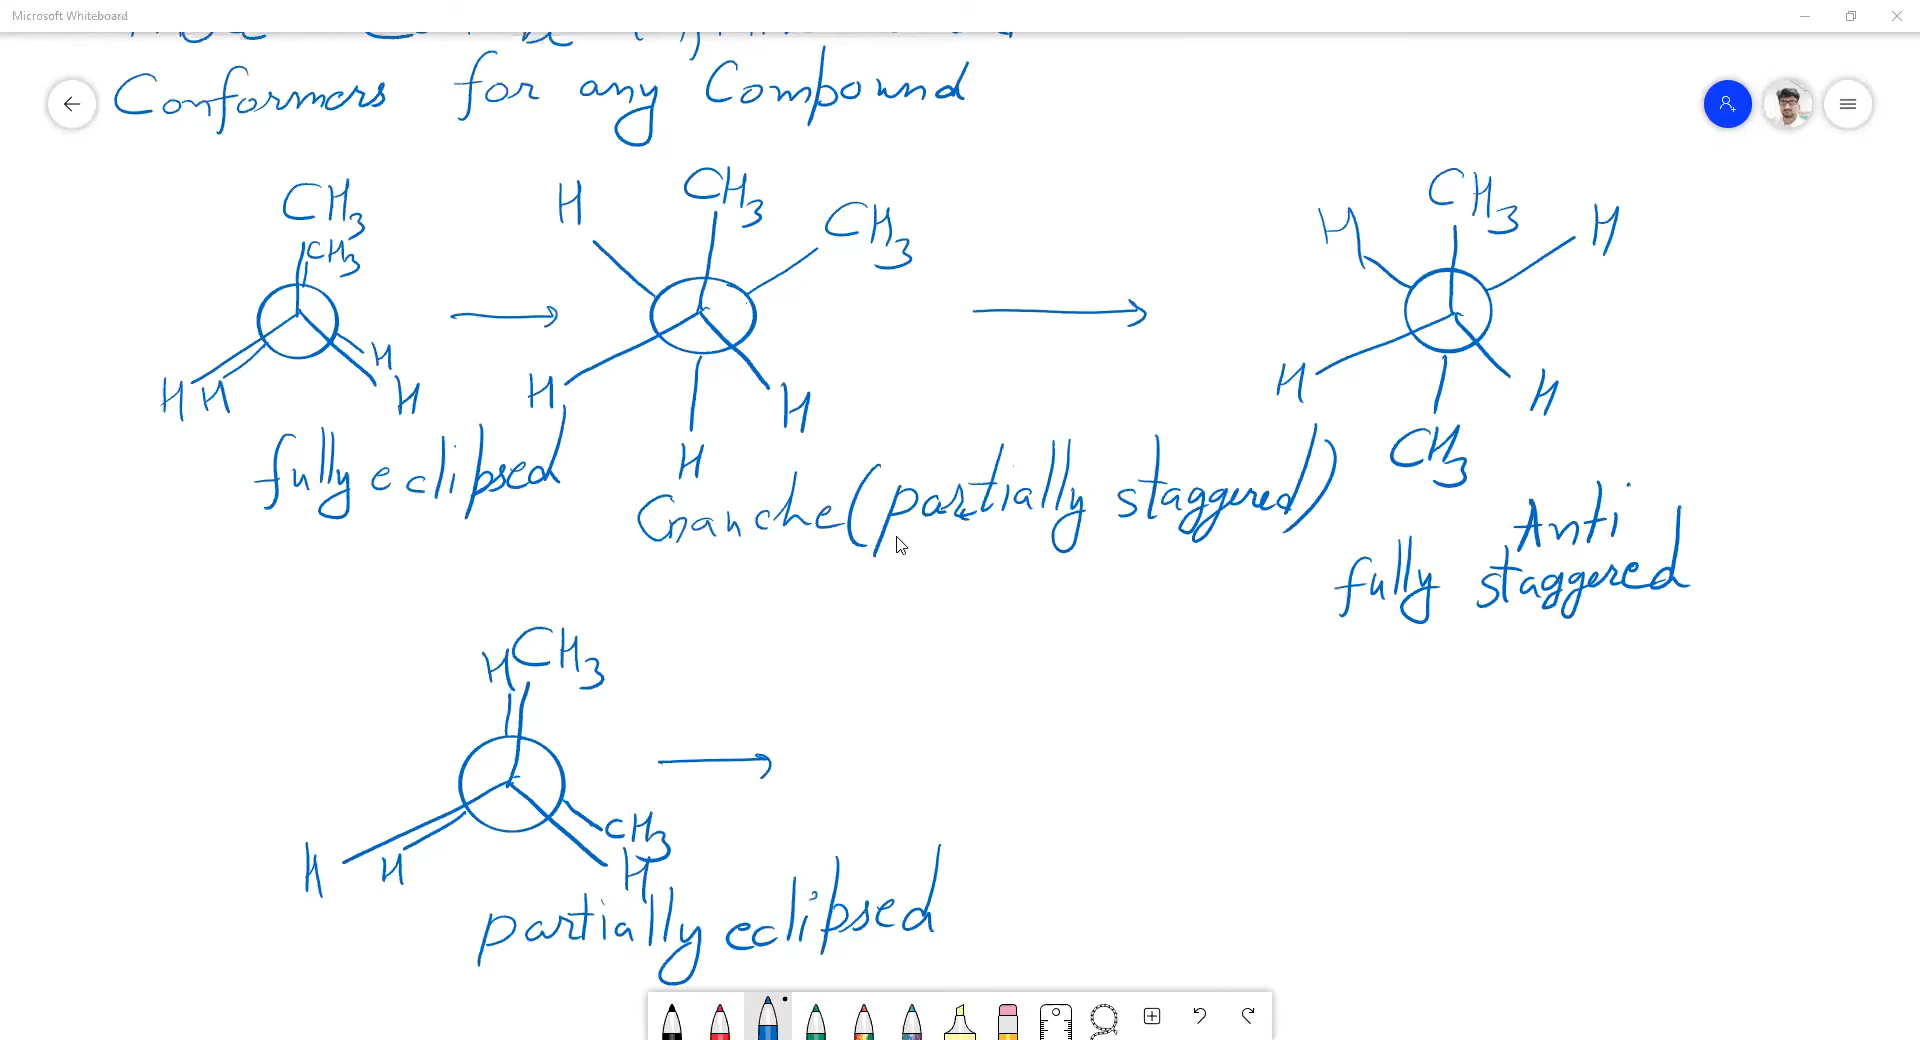 Microsoft Whiteboard
Conformers for any Compound
CH3
CH3
H H
H
H
fully eclipsed
H
CH3
CH3
H
H
H
Gauche (partially staggered)
H
CH3
H
H
H
CH3
Anti
fully staggered
H CH3
H
H
CH3
H
partially eclipsed